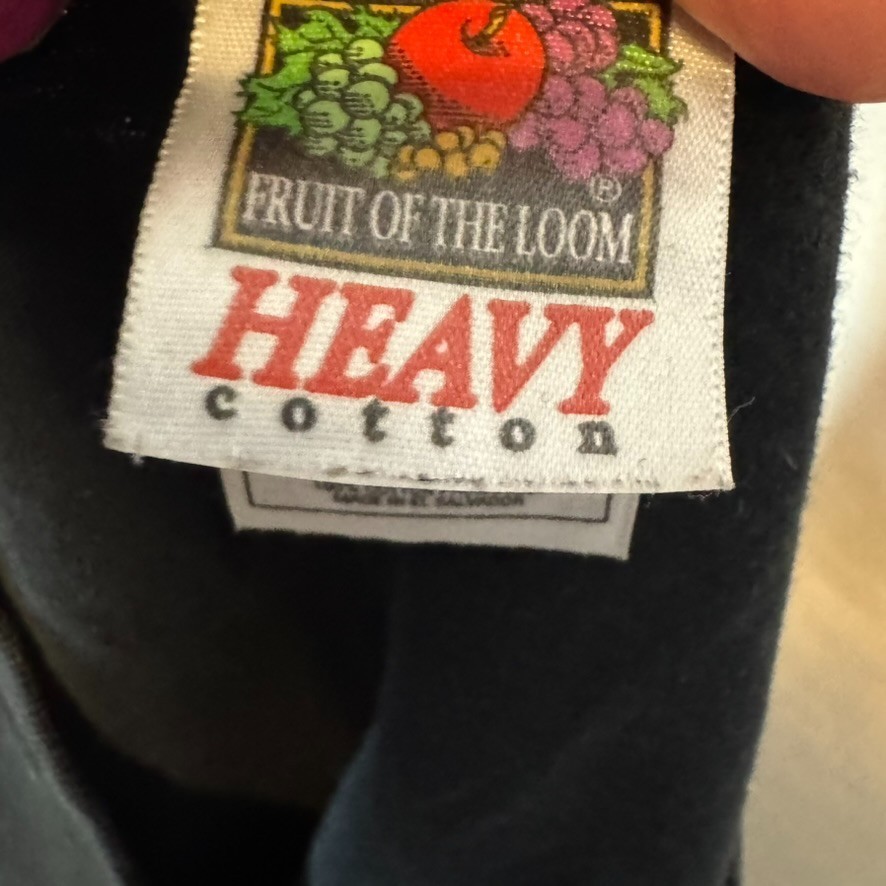 ®
FRUIT OF THE LOOM
HEAVY
cotton